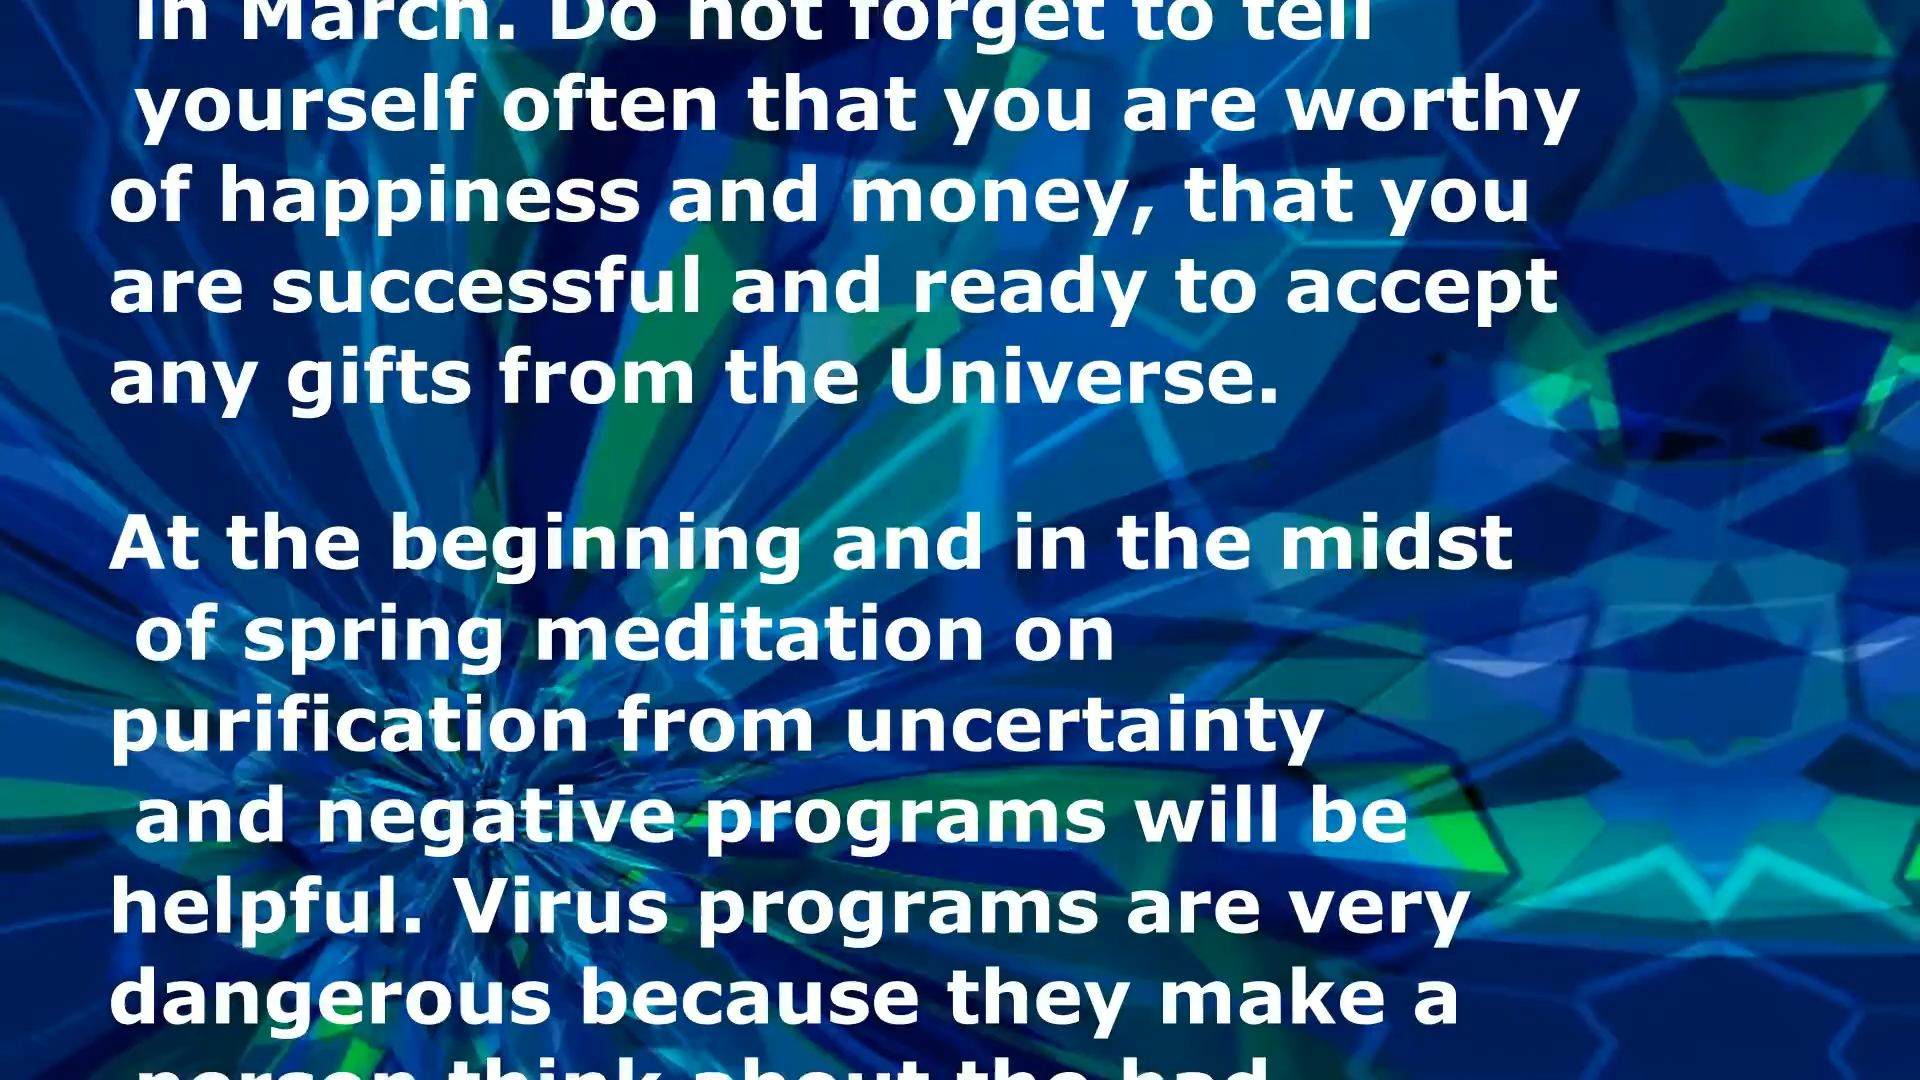 in March. Do not forget to tell
yourself often that you are worthy
of happiness and money, that you
are successful and ready to accept
any gifts from the Universe.
At the beginning and in the midst
of spring meditation on
purification from uncertainty
and negative programs will be
helpful. Virus programs are very
dangerous because they make a
person think about the bad